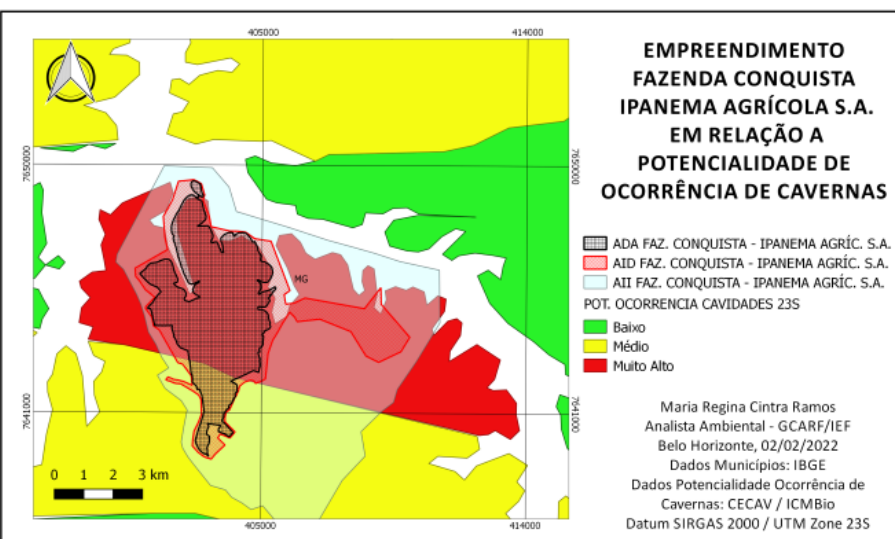 405000
414000
7650000
7650000
7641000
7641000
MG
0 1 2 3 km
405000
414000
EMPREENDIMENTO
FAZENDA CONQUISTA
IPANEMA AGRÍCOLA S.A.
EM RELAÇÃO A
POTENCIALIDADE DE
OCORRÊNCIA DE CAVERNAS
ADA FAZ. CONQUISTA - IPANEMA AGRÍC. S.A.
AID FAZ. CONQUISTA - IPANEMA AGRÍC. S.A.
AII FAZ. CONQUISTA - IPANEMA AGRÍC. S.A.
POT. OCORRENCIA CAVIDADES 23S
Baixo
Médio
Muito Alto
Maria Regina Cintra Ramos
Analista Ambiental - GCARF/IEF
Belo Horizonte, 02/02/2022
Dados Municípios: IBGE
Dados Potencialidade Ocorrência de
Cavernas: CECAV / ICMBio
Datum SIRGAS 2000 / UTM Zone 23S